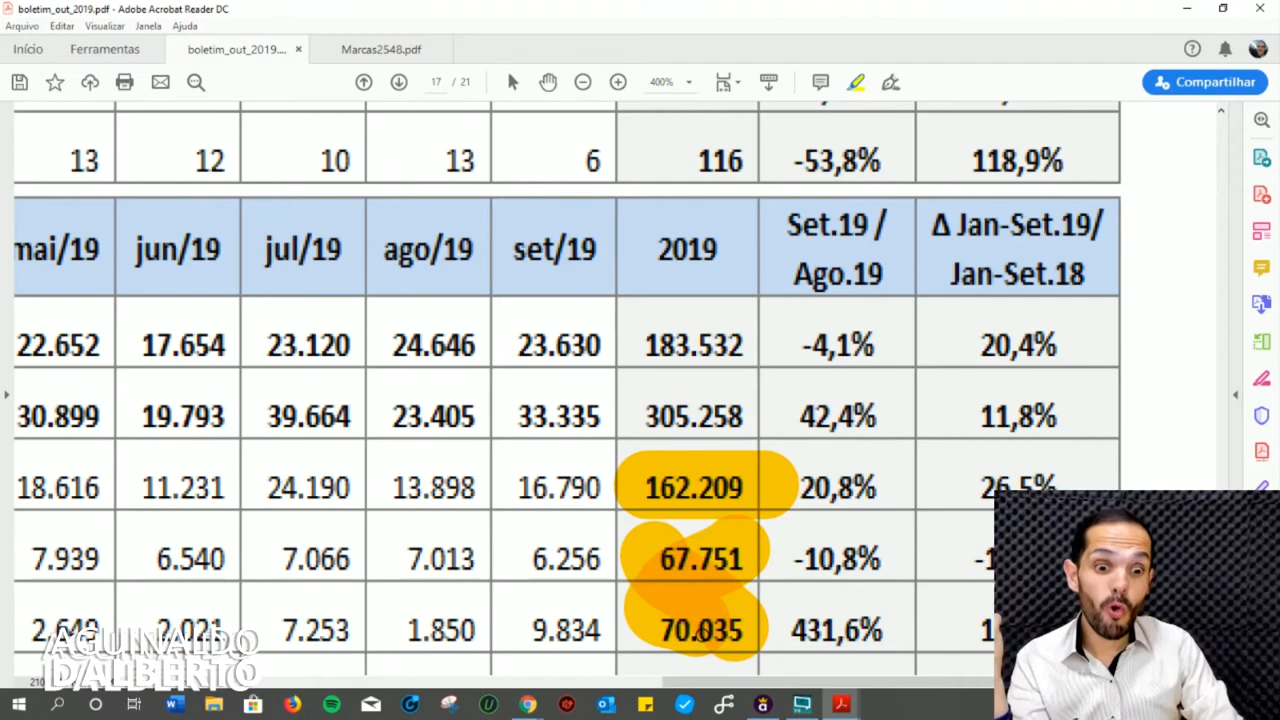 boletim_out_2019.pdf - Adobe Acrobat Reader DC
Arquivo Editar Visualizar Janela Ajuda
Início Ferramentas boletim_out_2019.... × Marcas2548.pdf
17 / 21 400% Compartilhar
13 12 10 13 6 116 -53,8% 118,9%
mai/19 jun/19 jul/19 ago/19 set/19 2019 Set.19 / Ago.19 Δ Jan-Set.19/ Jan-Set.18
22.652 17.654 23.120 24.646 23.630 183.532 -4,1% 20,4%
30.899 19.793 39.664 23.405 33.335 305.258 42,4% 11,8%
18.616 11.231 24.190 13.898 16.790 162.209 20,8% 26,5%
7.939 6.540 7.066 7.013 6.256 67.751 -10,8%
7.253 1.850 9.834 70.035 431,6%
AGUINALDO
DALBERTO